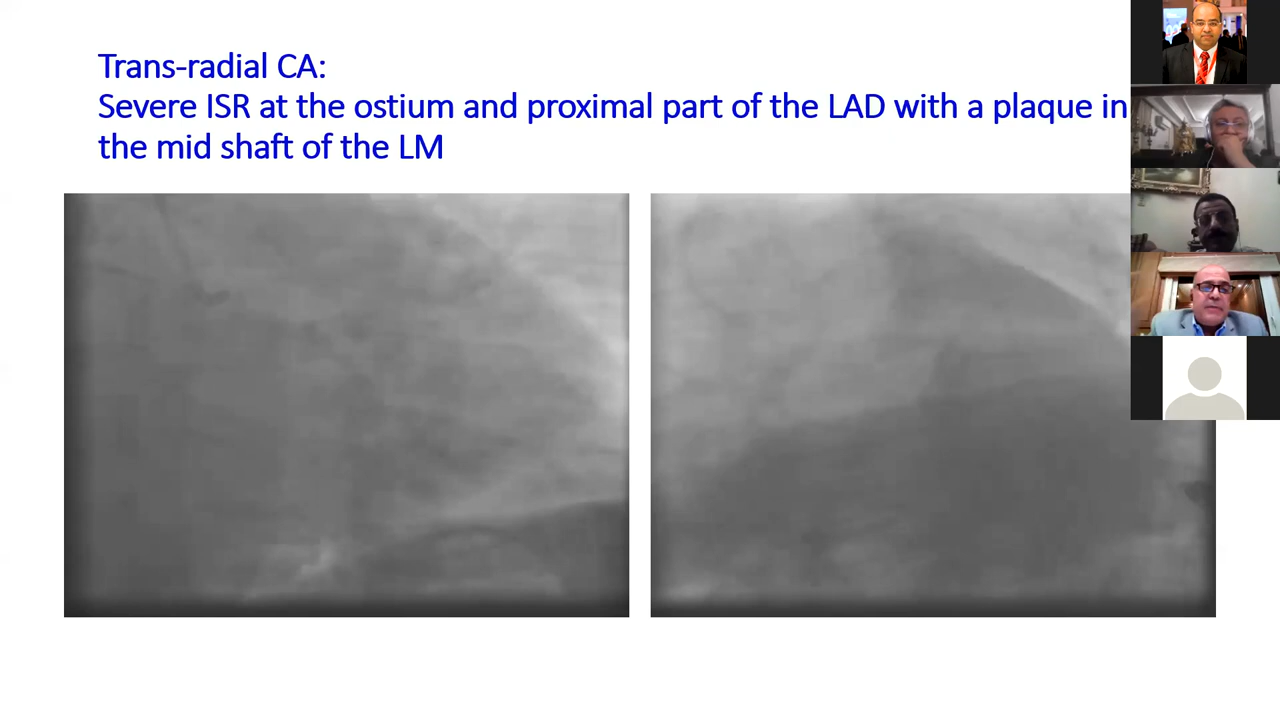 Trans-radial CA:
Severe ISR at the ostium and proximal part of the LAD with a plaque in
the mid shaft of the LM